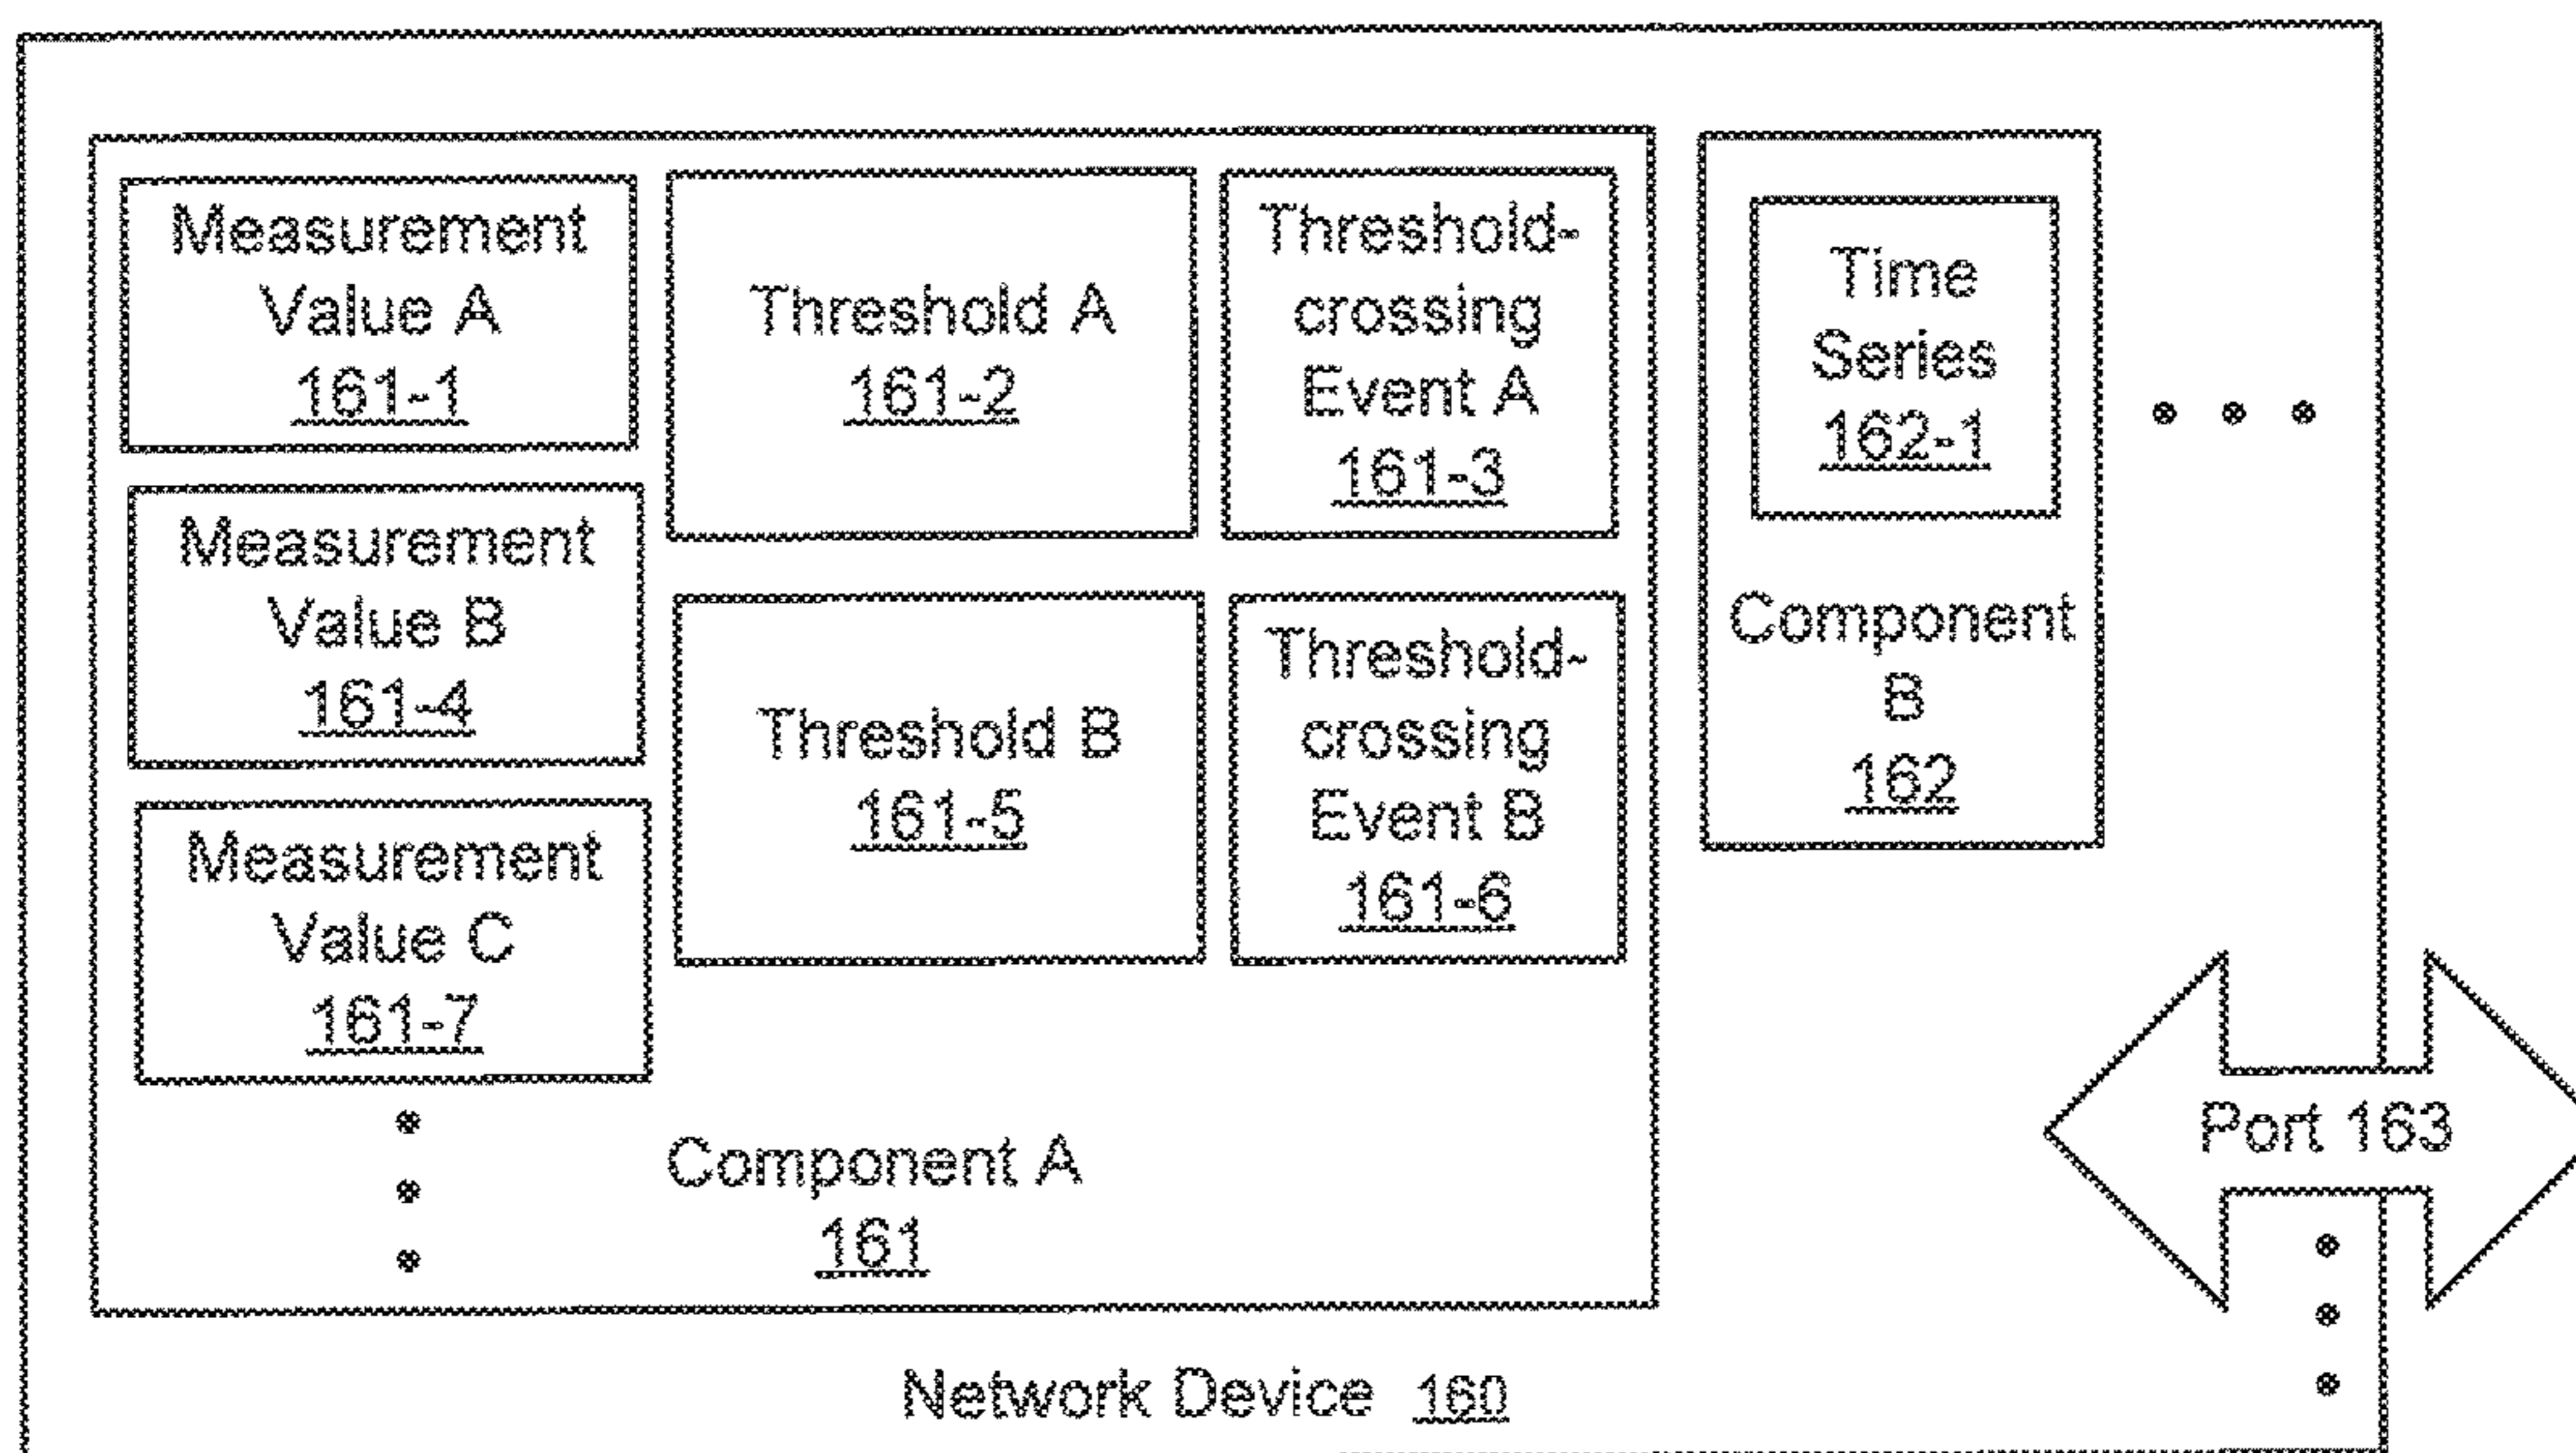 Measurement
Value A
161-1
Threshold A
161-2
Threshold-
crossing
Event A
161-3
Measurement
Value B
161-4
Threshold B
161-5
Threshold-
crossing
Event B
161-6
Measurement
Value C
161-7
Component A
161
Time
Series
162-1
Component
B
162
Port 163
Network Device 160